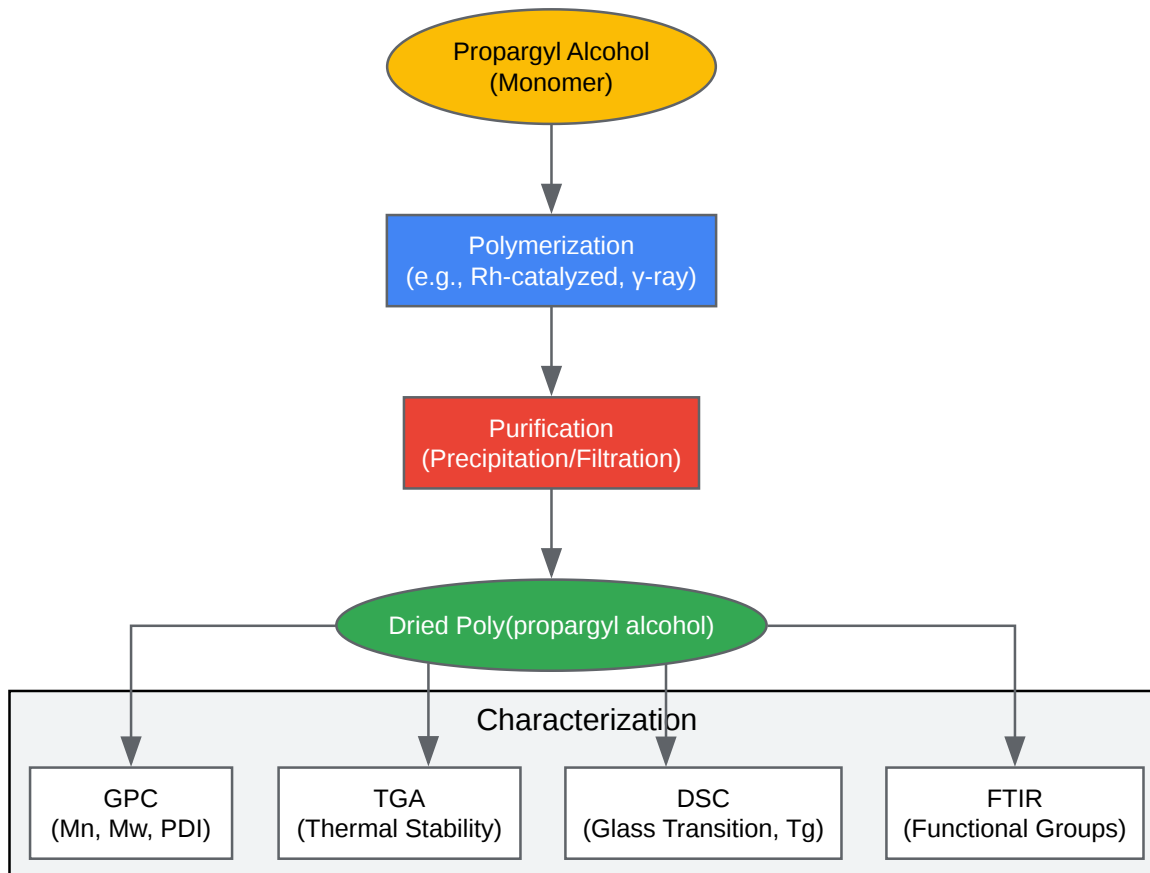 Propargyl Alcohol
(Monomer)
Polymerization
(e.g., Rh-catalyzed, γ-ray)
Purification
(Precipitation/Filtration)
Dried Poly(propargyl alcohol)
Characterization
GPC
(Mn, Mw, PDI)
TGA
(Thermal Stability)
DSC
(Glass Transition, Tg)
FTIR
(Functional Groups)